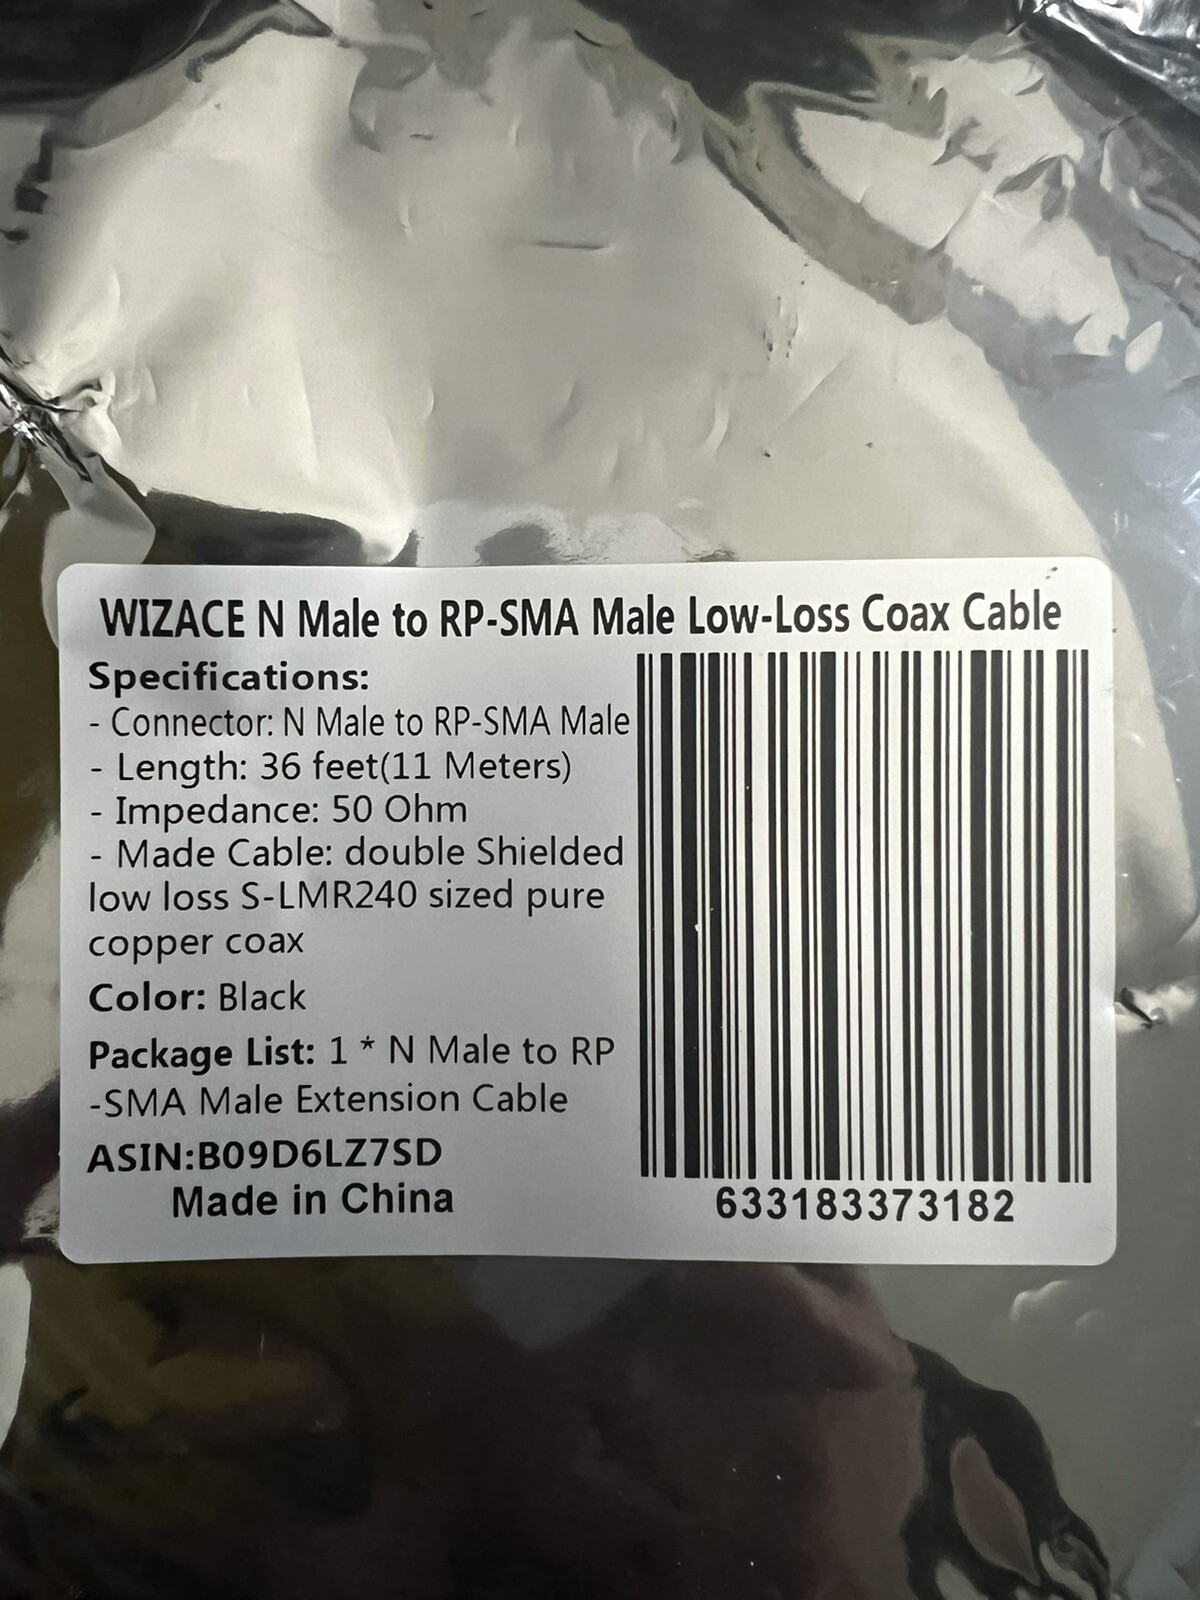 WIZACE N Male to RP-SMA Male Low-Loss Coax Cable
Specifications:
- Connector: N Male to RP-SMA Male
- Length: 36 feet(11 Meters)
- Impedance: 50 Ohm
- Made Cable: double Shielded
low loss S-LMR240 sized pure
copper coax
Color: Black
Package List: 1 * N Male to RP
-SMA Male Extension Cable
ASIN:B09D6LZ7SD
Made in China
633183373182